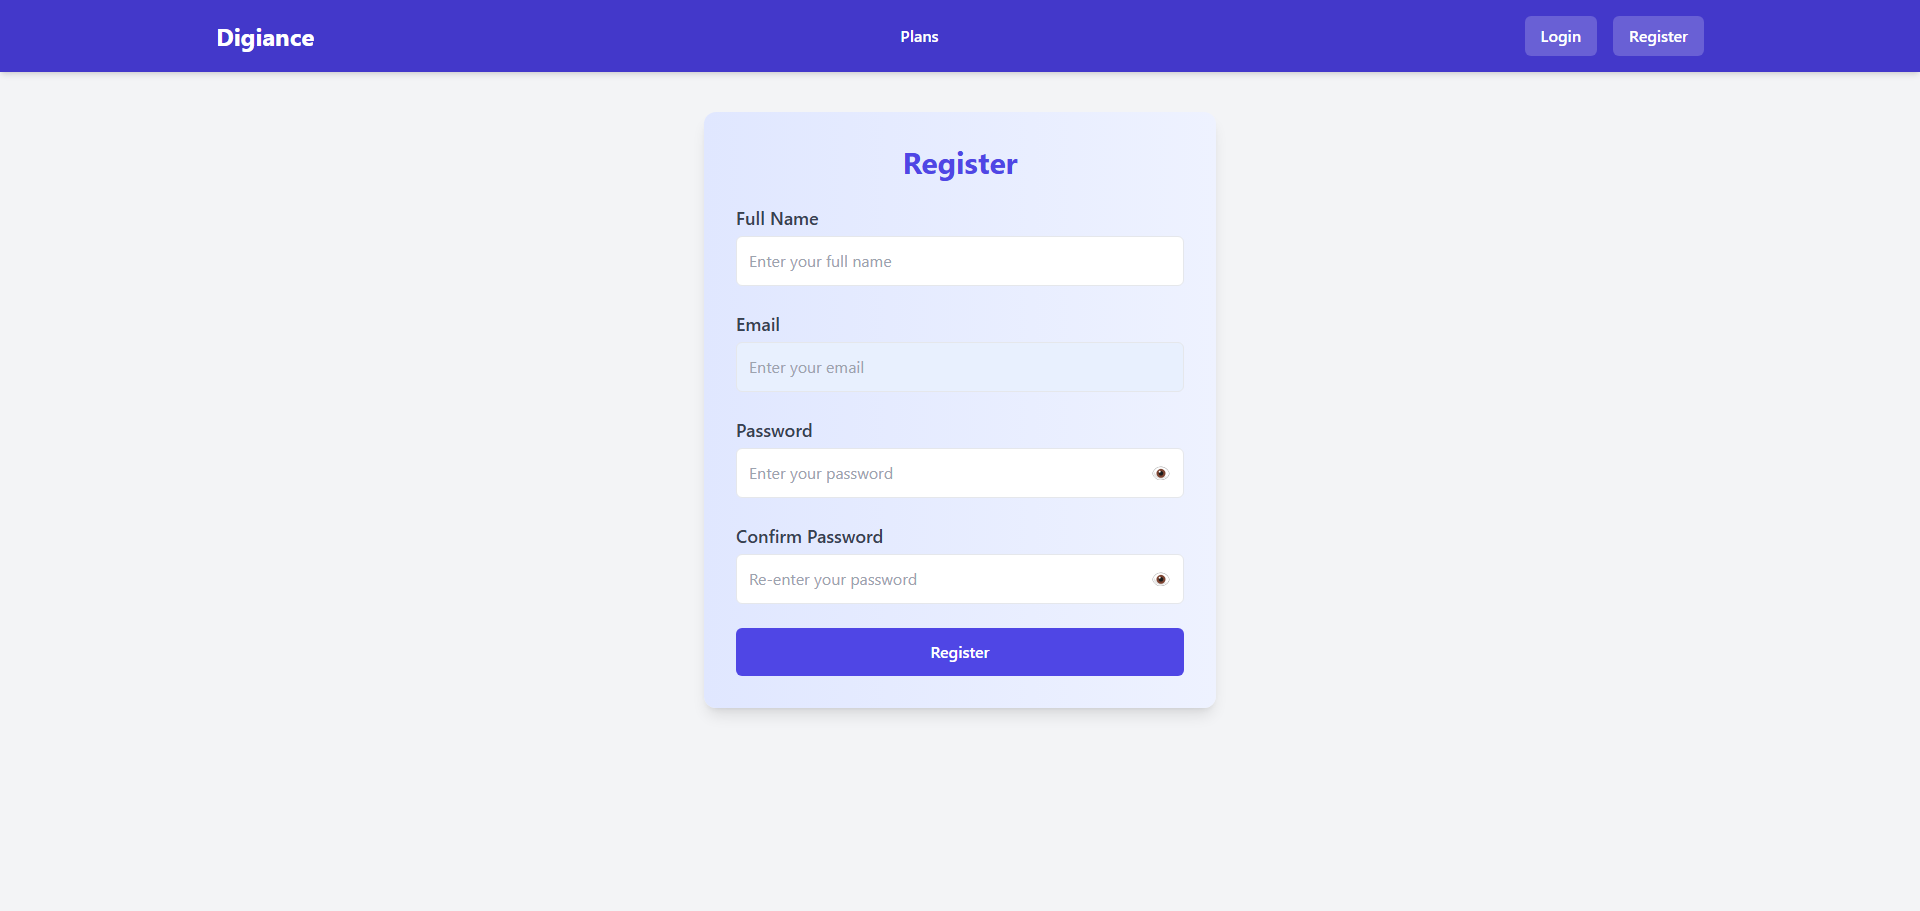 Digiance
Plans
Login
Register
Register
Full Name
Enter your full name
Email
Enter your email
Password
Enter your password
Confirm Password
Re-enter your password
Register